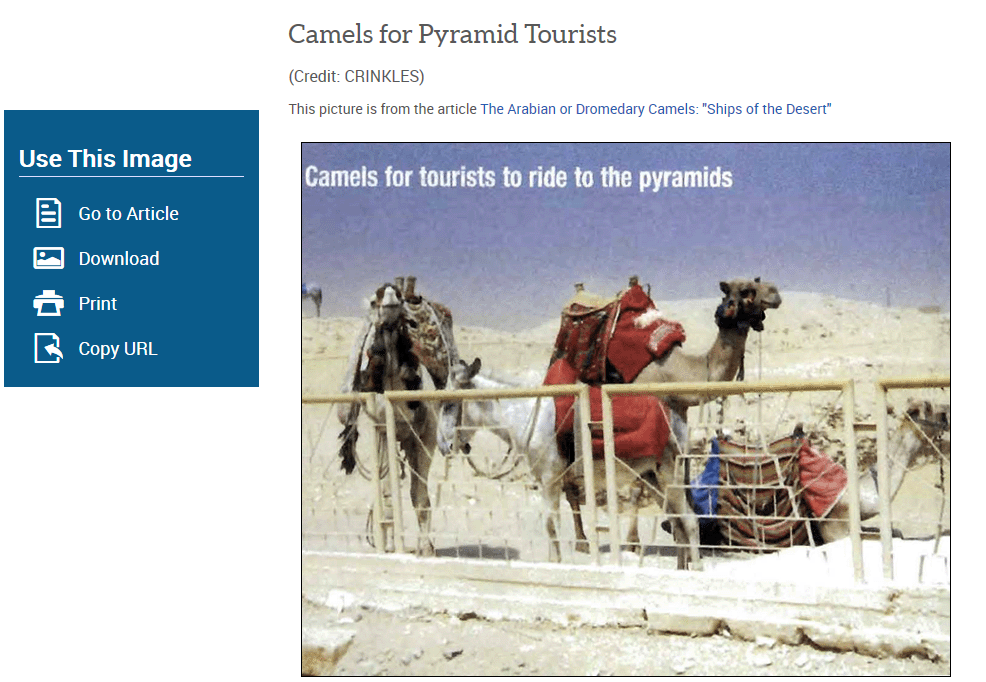 Camels for Pyramid Tourists
(Credit: CRINKLES)
This picture is from the article The Arabian or Dromedary Camels: "Ships of the Desert"
Use This Image
Go to Article
Download
Print
Copy URL
Camels for tourists to ride to the pyramids